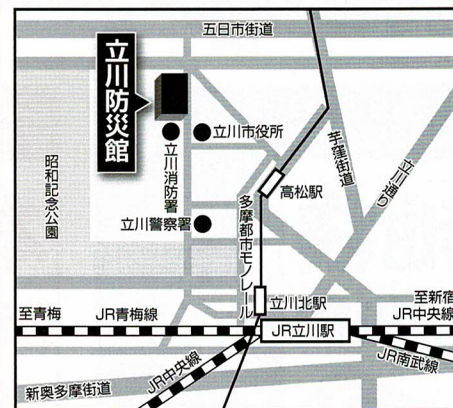 五日市街道
立川防災館
立川市役所
立川消防署
芋窪街道
立川通り
昭和記念公園
高松駅
立川警察署
多摩都市モノレール
立川北駅
至青梅
JR青梅線
至新宿
JR中央線
JR立川駅
JR中央線
JR南武線
新奥多摩街道